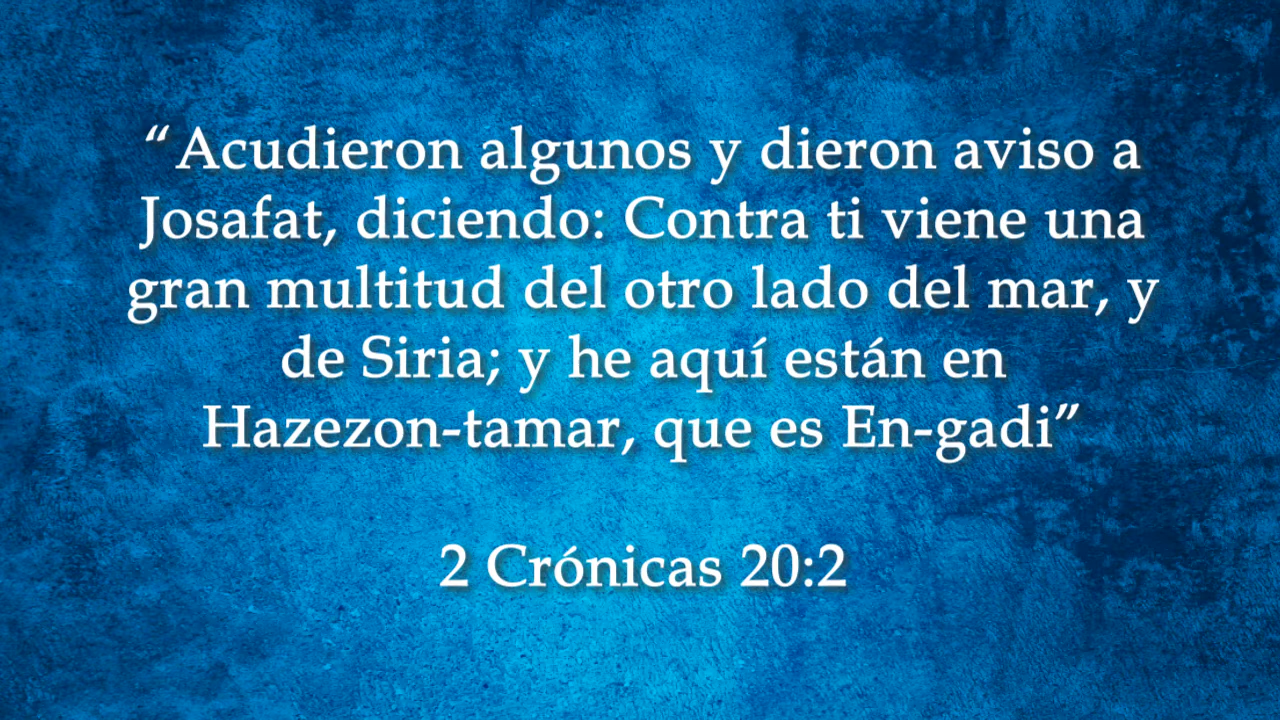 “Acudieron algunos y dieron aviso a
Josafat, diciendo: Contra ti viene una
gran multitud del otro lado del mar, y
de Siria; y he aquí están en
Hazezon-tamar, que es En-gadi”
2 Crónicas 20:2